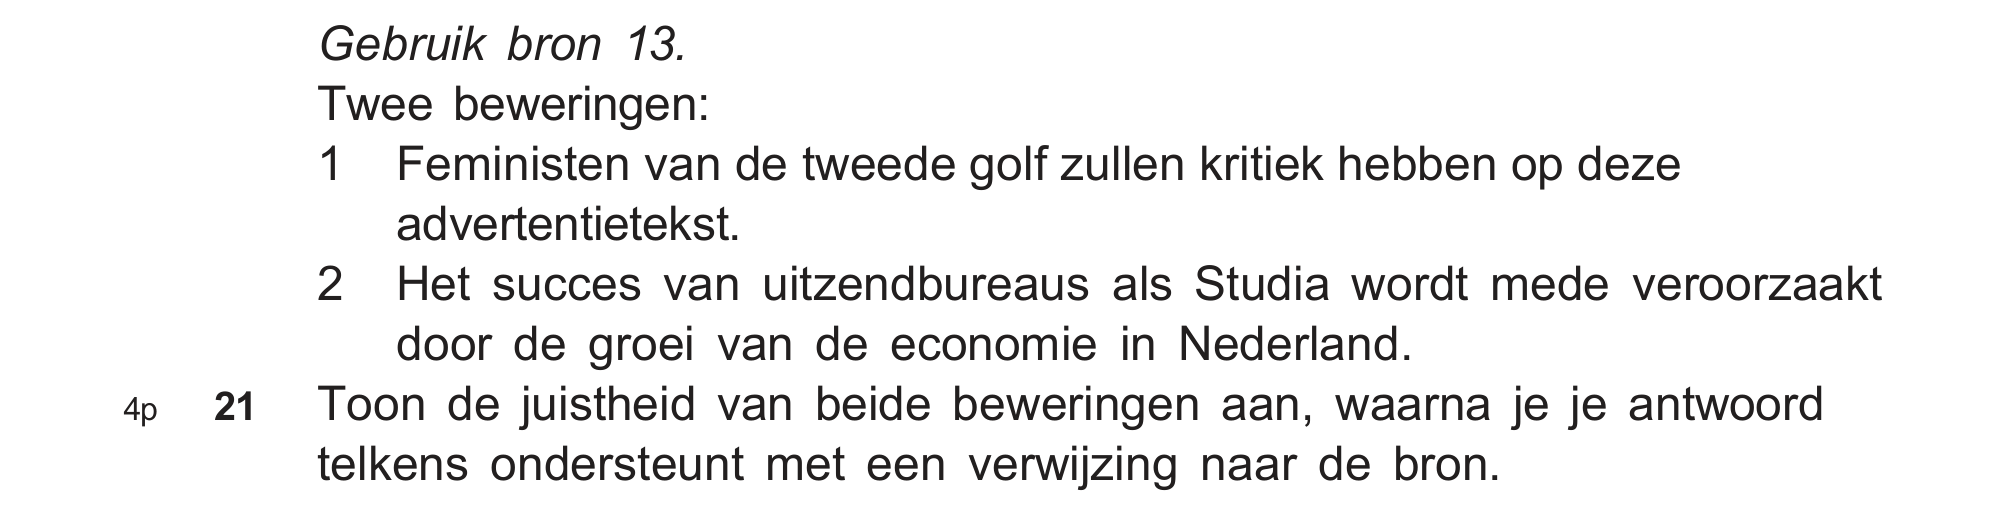 Gebruik bron 13.
Twee beweringen:
1 Feministen van de tweede golf zullen kritiek hebben op deze
advertentietekst.
2 Het succes van uitzendbureaus als Studia wordt mede veroorzaakt
door de groei van de economie in Nederland.
4p 21 Toon de juistheid van beide beweringen aan, waarna je je antwoord
telkens ondersteunt met een verwijzing naar de bron.